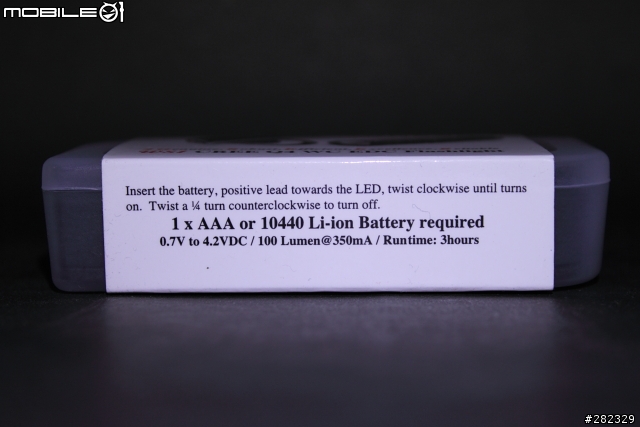 MOBILE01
Insert the battery, positive lead towards the LED, twist clockwise until turns
on. Twist a ¼ turn counterclockwise to turn off.
1 x AAA or 10440 Li-ion Battery required
0.7V to 4.2VDC / 100 Lumen@350mA / Runtime: 3hours
#282329